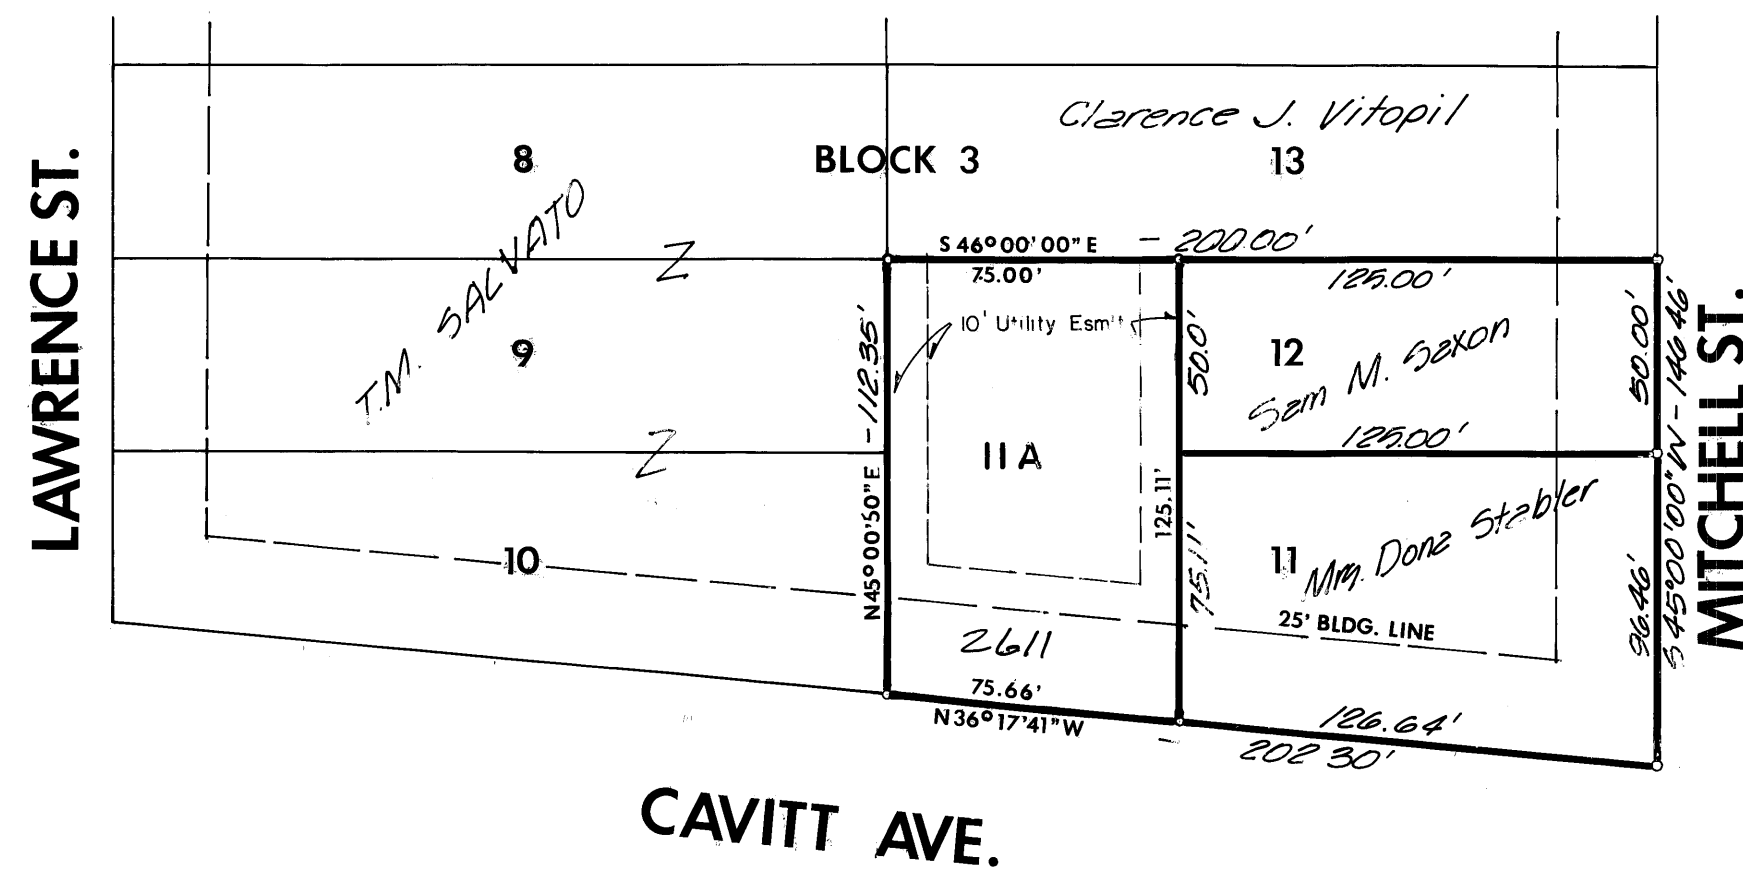 LAWRENCE ST.
Clarence J. Vitopil
8
BLOCK 3
13
T.M. SALVATO
Z
S 46°00'00" E - 200.00'
75.00'
125.00'
10' Utility Esm't
N45°00'50"E - 112.35'
9
50.0'
12
Sam M. Saxon
50.00'
S 45°00'00" W - 146.46'
MITCHELL ST.
Z
11A
125.00'
125.11'
10
75.11'
11
Mrs. Dona Stabler
96.46'
25' BLDG. LINE
2611
75.66'
N36°17'41"W - 202.30'
126.64'
CAVITT AVE.